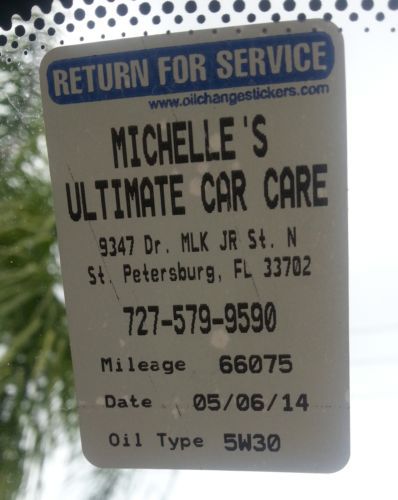 RETURN FOR SERVICE
www.oilchangestickers.com
MICHELLE'S
ULTIMATE CAR CARE
9347 Dr. MLK JR St. N
St. Petersburg, FL 33702
727-579-9590
Mileage 66075
Date 05/06/14
Oil Type 5W30